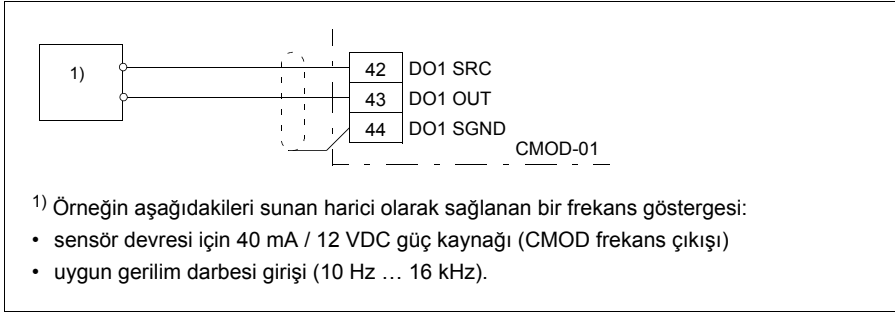 1)
42 DO1 SRC
43 DO1 OUT
44 DO1 SGND
CMOD-01
1) Örneğin aşağıdakileri sunan harici olarak sağlanan bir frekans göstergesi:
• sensör devresi için 40 mA / 12 VDC güç kaynağı (CMOD frekans çıkışı)
• uygun gerilim darbesi girişi (10 Hz … 16 kHz).